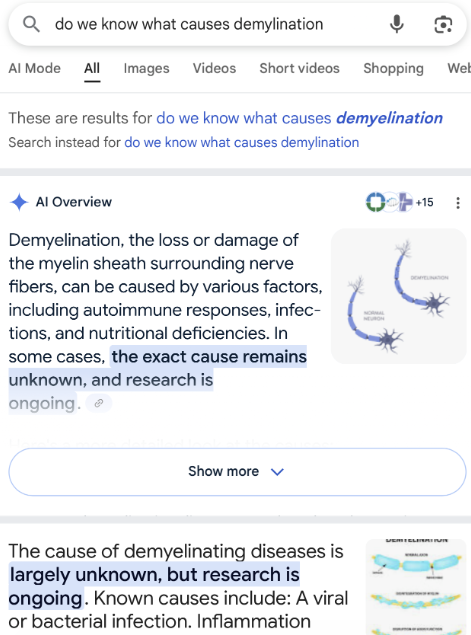 do we know what causes demylination
AI Mode All Images Videos Short videos Shopping Web
These are results for do we know what causes demyelination
Search instead for do we know what causes demylination
AI Overview
+15
Demyelination, the loss or damage of
the myelin sheath surrounding nerve
fibers, can be caused by various factors,
including autoimmune responses, infec-
tions, and nutritional deficiencies. In
some cases, the exact cause remains
unknown, and research is
ongoing.
DEMYELINATION
NORMAL
NEURON
Show more
The cause of demyelinating diseases is
largely unknown, but research is
ongoing. Known causes include: A viral
or bacterial infection. Inflammation
DEMYELINATION